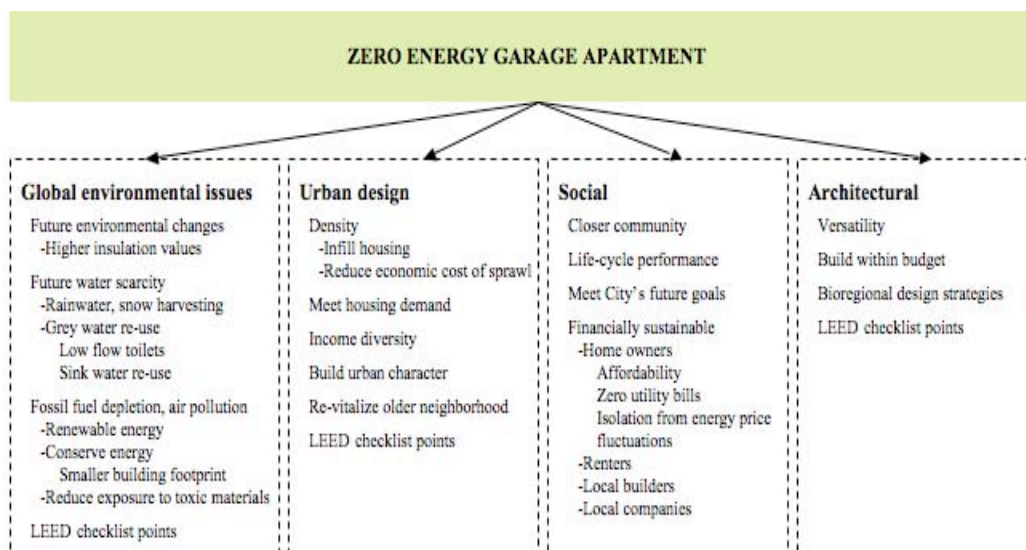 ZERO ENERGY GARAGE APARTMENT
Global environmental issues
Future environmental changes
-Higher insulation values
Future water scarcity
-Rainwater, snow harvesting
-Grey water re-use
Low flow toilets
Sink water re-use
Fossil fuel depletion, air pollution
-Renewable energy
-Conserve energy
Smaller building footprint
-Reduce exposure to toxic materials
LEED checklist points
Urban design
Density
-Infill housing
-Reduce economic cost of sprawl
Meet housing demand
Income diversity
Build urban character
Re-vitalize older neighborhood
LEED checklist points
Social
Closer community
Life-cycle performance
Meet City's future goals
Financially sustainable
-Home owners
Affordability
Zero utility bills
Isolation from energy price
fluctuations
-Renters
-Local builders
-Local companies
Architectural
Versatility
Build within budget
Bioregional design strategies
LEED checklist points